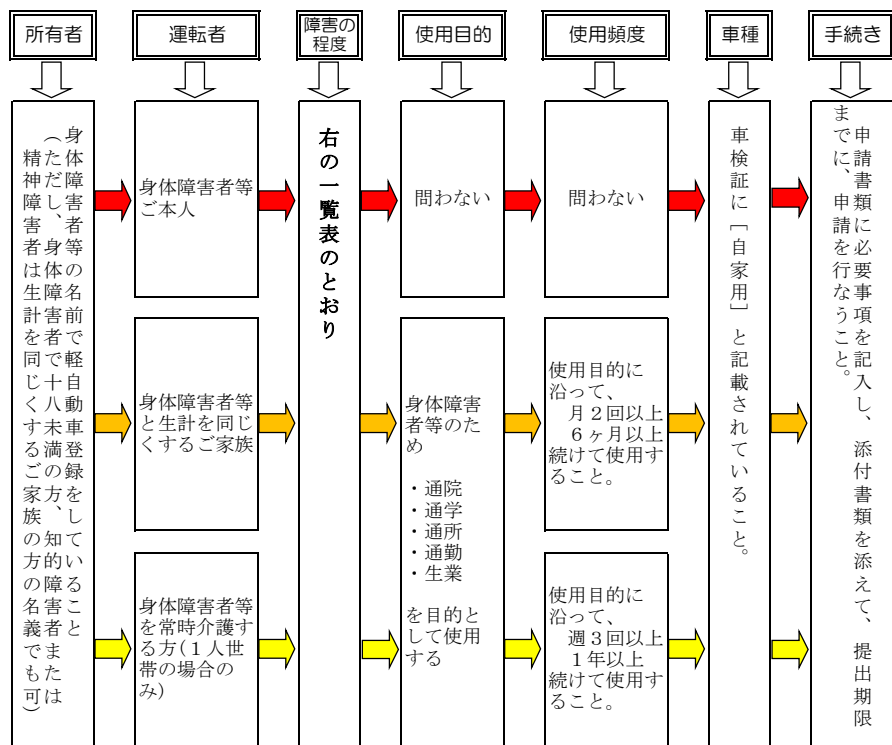 所有者
運転者
障害の
程度
使用目的
使用頻度
車種
手続き
身体障害者等の名前で軽自動車登録をしていること
(ただし、身体障害者で十八未満の方、知的障害者または
精神障害者は生計を同じくするご家族の方の名義でも可)
身体障害者等
ご本人
身体障害者等
と生計を同じ
くするご家族
身体障害者等
を常時介護す
る方(1人世
帯の場合の
み)
右の一覧表のとおり
問わない
身体障害
者等のた
め
・通院
・通学
・通所
・通勤
・生業
を目的と
して使用
する
問わない
使用目的に
沿って、
月2回以上
6ヶ月以上
続けて使用す
ること。
使用目的に
沿って、
週3回以上
1年以上
続けて使用す
ること。
車検証に[自家用]と記載されていること。
申請書類に必要事項を記入し、添付書類を添えて、提出期限
までに、申請を行なうこと。